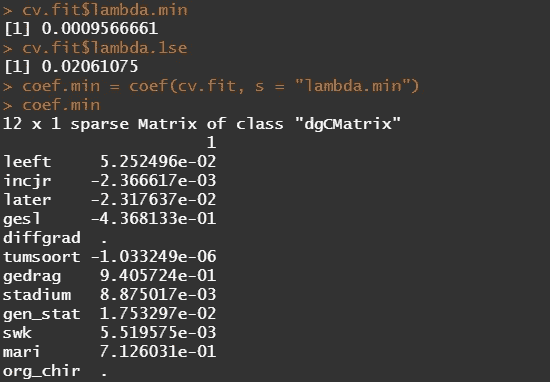 > cv.fit$lambda.min
[1] 0.0009566661
> cv.fit$lambda.1se
[1] 0.02061075
> coef.min = coef(cv.fit, s = "lambda.min")
> coef.min
12 x 1 sparse Matrix of class "dgCMatrix"
1
leeft 5.252496e-02
incjr -2.366617e-03
later -2.317637e-02
gesl -4.368133e-01
diffgrad .
tumsoort -1.033249e-06
gedrag 9.405724e-01
stadium 8.875017e-03
gen_stat 1.753297e-02
swk 5.519575e-03
mari 7.126031e-01
org_chir .